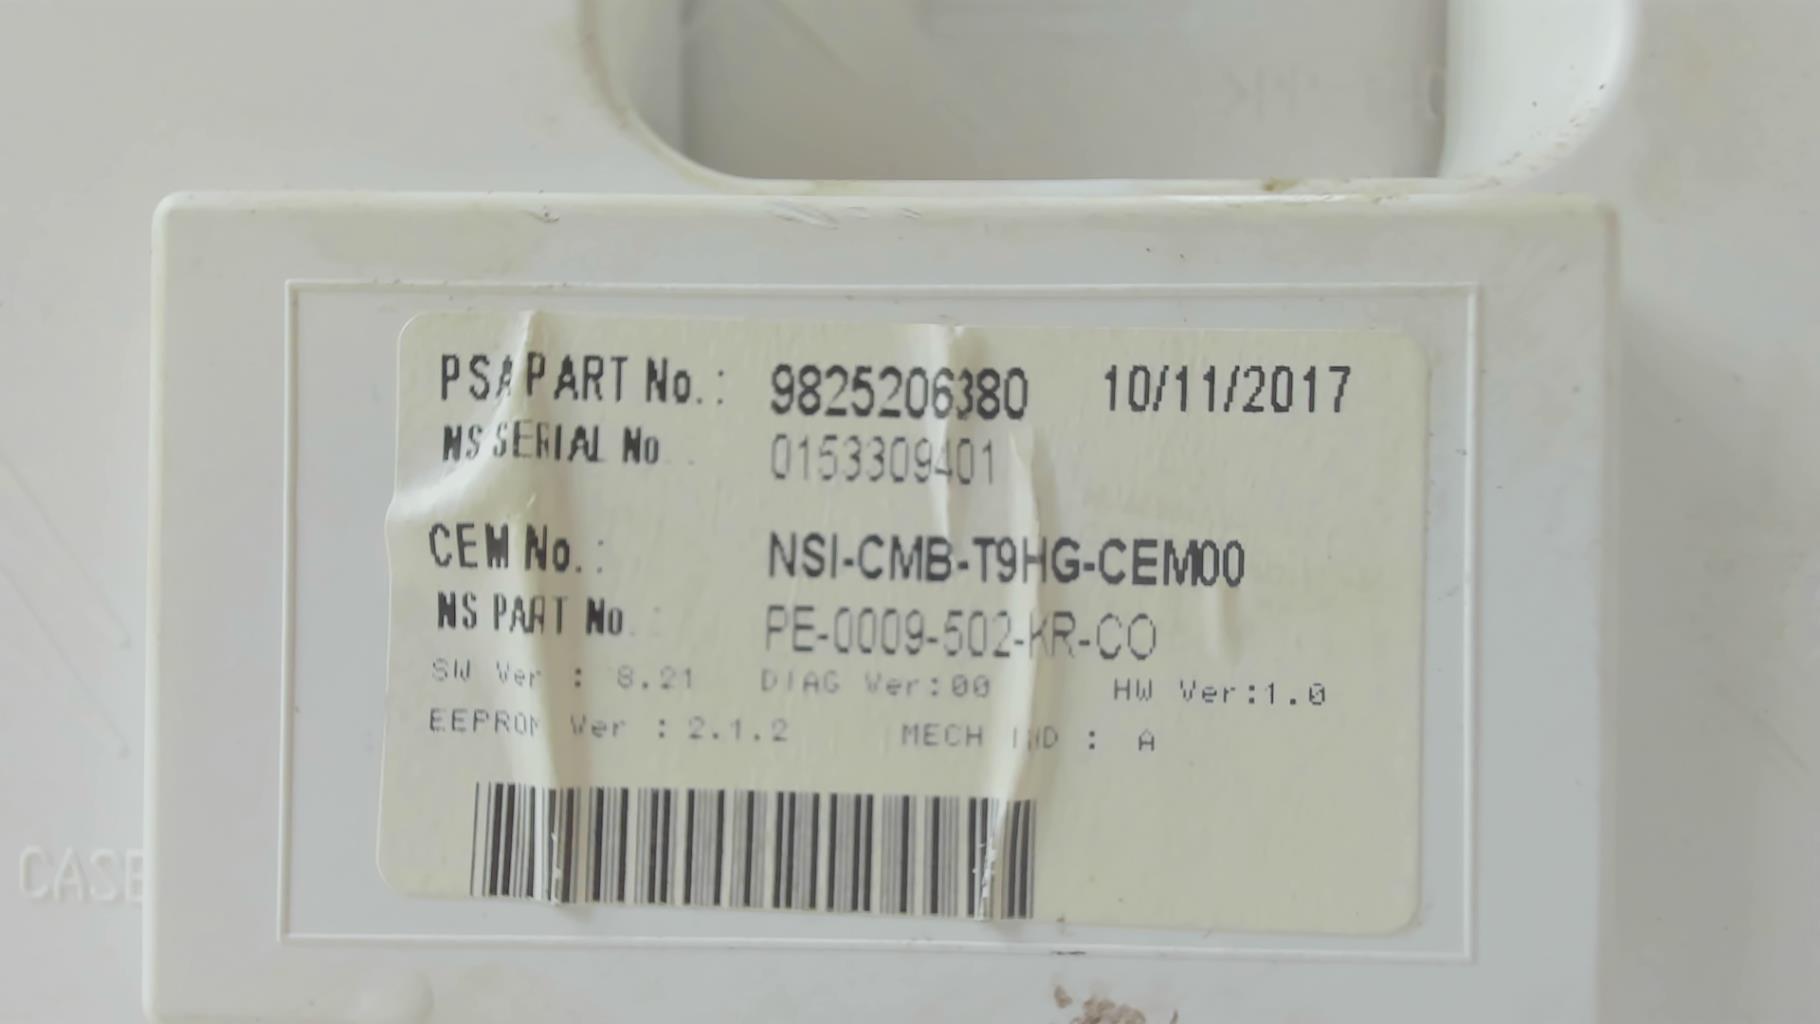 PSA PART No.: 9825206380 10/11/2017
NS SERIAL No 0153309401
CEM No.: NSI-CMB-T9HG-CEM00
NS PART No. PE-0009-502-KR-CO
SW Ver : 8.21 DIAG Ver:00 HW Ver:1.0
EEPROM Ver : 2.1.2 MECH IND : A
CASE